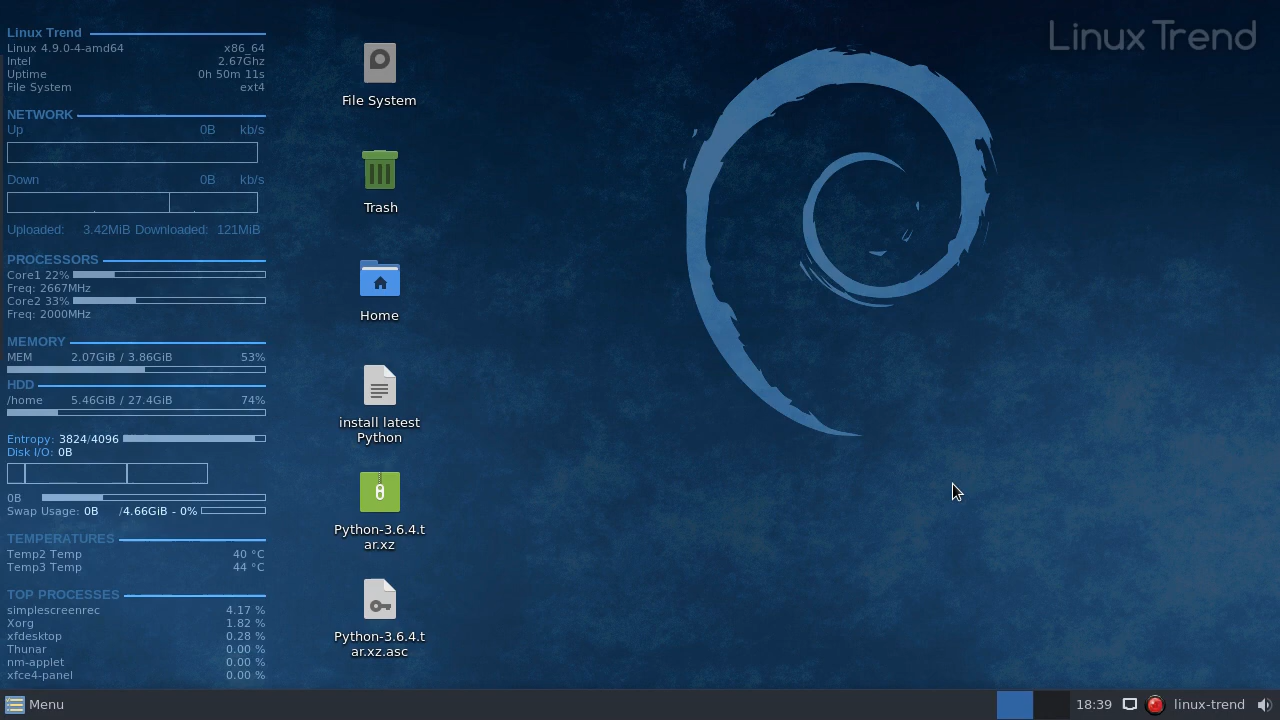 Linux Trend
Linux 4.9.0-4-amd64 x86_64
Intel 2.67Ghz
Uptime 0h 50m 11s
File System ext4
NETWORK
Up 0B kb/s
Down 0B kb/s
Uploaded: 3.42MiB Downloaded: 121MiB
PROCESSORS
Core1 22%
Freq: 2667MHz
Core2 33%
Freq: 2000MHz
MEMORY
MEM 2.07GiB / 3.86GiB 53%
HDD
/home 5.46GiB / 27.4GiB 74%
Entropy: 3824/4096
Disk I/O: 0B
0B
Swap Usage: 0B /4.66GiB - 0%
TEMPERATURES
Temp2 Temp 40 °C
Temp3 Temp 44 °C
TOP PROCESSES
simplescreenrec 4.17 %
Xorg 1.82 %
xfdesktop 0.28 %
Thunar 0.00 %
nm-applet 0.00 %
xfce4-panel 0.00 %
File System
Trash
Home
install latest
Python
Python-3.6.4.t
ar.xz
Python-3.6.4.t
ar.xz.asc
Linux Trend
Menu
18:39
linux-trend